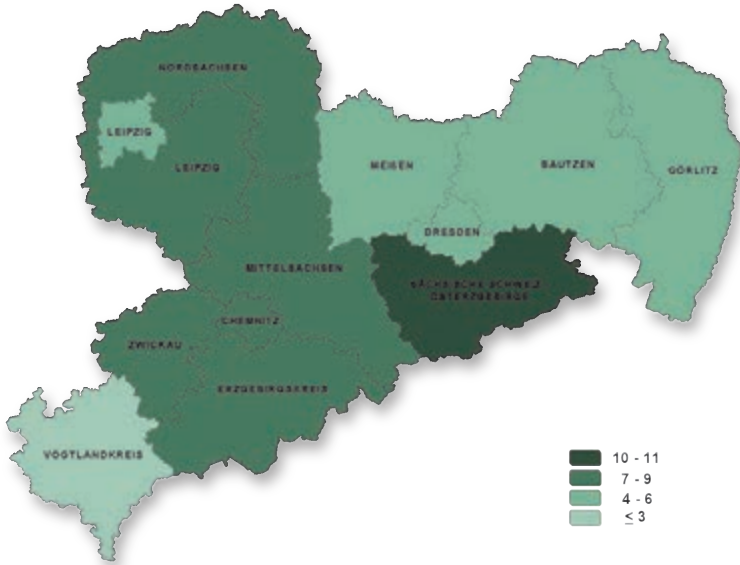 NORDSACHSEN
LEIPZIG
LEIPZIG
MEIßEN
BAUTZEN
GÖRLITZ
DRESDEN
MITTELSACHSEN
SÄCHSISCHE SCHWEIZ
OSTERZGEBIRGE
CHEMNITZ
ZWICKAU
ERZGEBIRGSKREIS
VOGTLANDKREIS
10 - 11
7 - 9
4 - 6
≤ 3